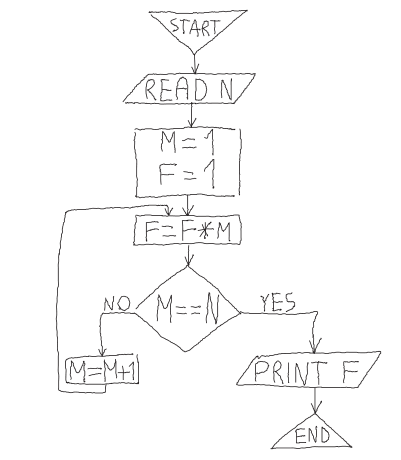 START
READ N
M=1
F=1
F=F*M
NO
M==N
YES
M=M+1
PRINT F
END